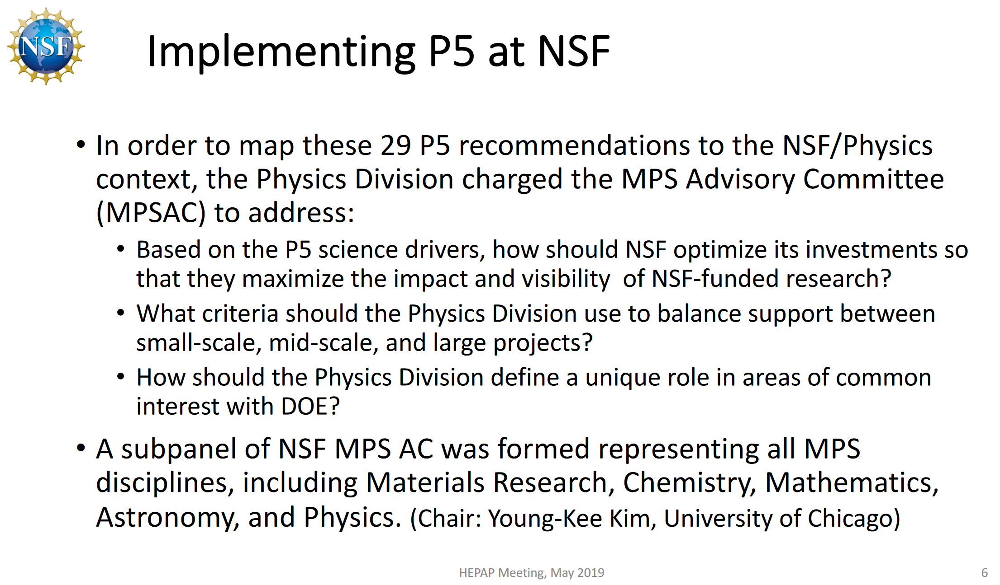 NSF
Implementing P5 at NSF
• In order to map these 29 P5 recommendations to the NSF/Physics
context, the Physics Division charged the MPS Advisory Committee
(MPSAC) to address:
• Based on the P5 science drivers, how should NSF optimize its investments so
that they maximize the impact and visibility  of NSF-funded research?
• What criteria should the Physics Division use to balance support between
small-scale, mid-scale, and large projects?
• How should the Physics Division define a unique role in areas of common
interest with DOE?
• A subpanel of NSF MPS AC was formed representing all MPS
disciplines, including Materials Research, Chemistry, Mathematics,
Astronomy, and Physics. (Chair: Young-Kee Kim, University of Chicago)
HEPAP Meeting, May 2019
6